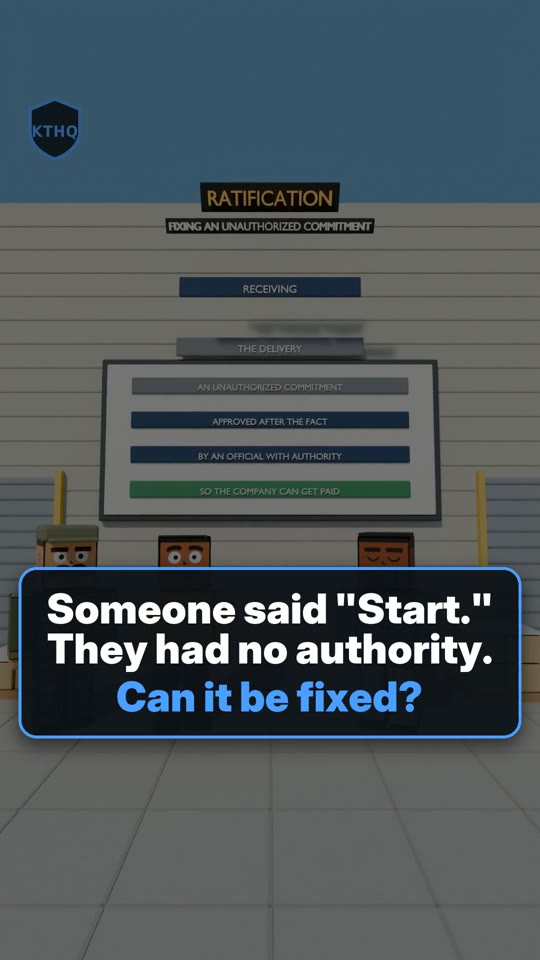 KTHQ
RATIFICATION
FIXING AN UNAUTHORIZED COMMITMENT
RECEIVING
THE DELIVERY
AN UNAUTHORIZED COMMITMENT
APPROVED AFTER THE FACT
BY AN OFFICIAL WITH AUTHORITY
SO THE COMPANY CAN GET PAID
Someone said "Start."
They had no authority.
Can it be fixed?